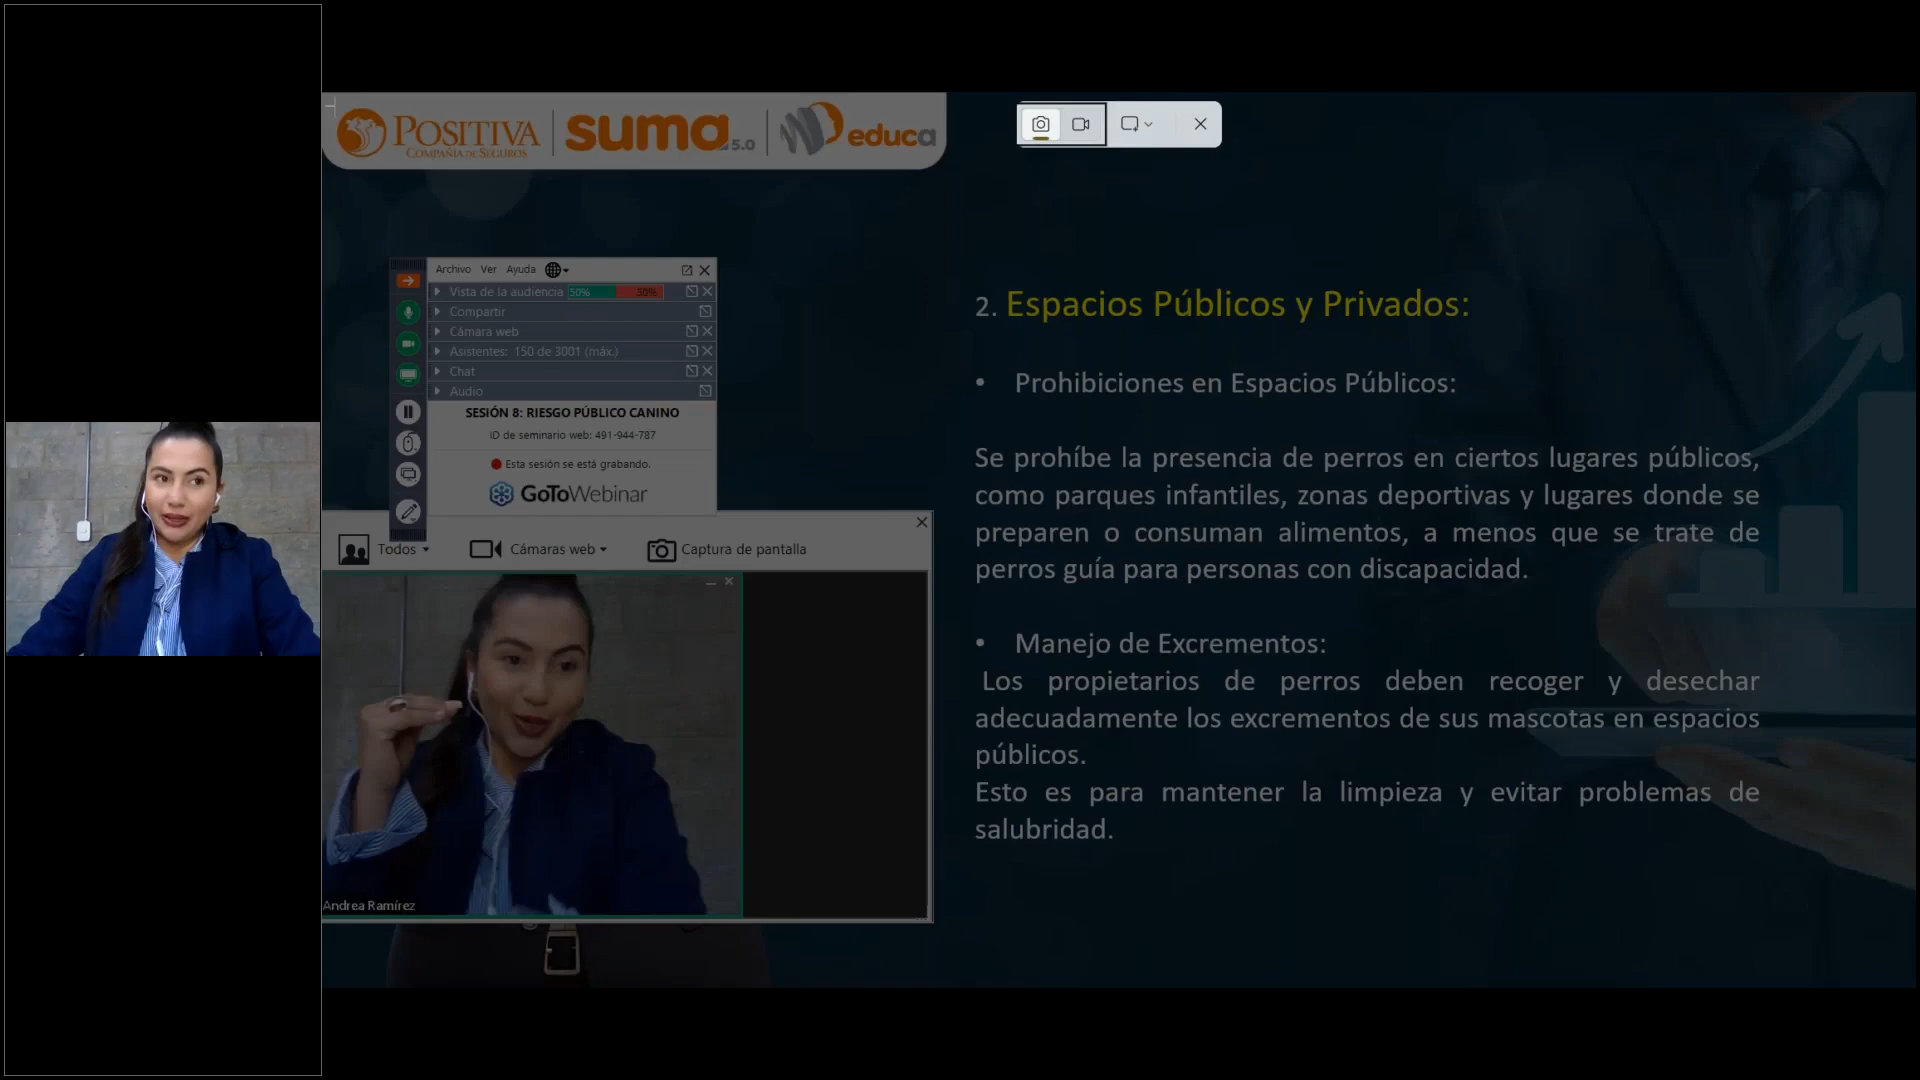 POSITIVA
COMPAÑÍA DE SEGUROS
suma 5.0
educa
Archivo Ver Ayuda
Vista de la audiencia 50% 50%
Compartir
Cámara web
Asistentes: 150 de 3001 (máx.)
Chat
Audio
SESIÓN 8: RIESGO PÚBLICO CANINO
ID de seminario web: 491-944-787
Esta sesión se está grabando.
GoToWebinar
Todos Cámaras web Captura de pantalla
Andrea Ramírez
2. Espacios Públicos y Privados:
• Prohibiciones en Espacios Públicos:
Se prohíbe la presencia de perros en ciertos lugares públicos,
como parques infantiles, zonas deportivas y lugares donde se
preparen o consuman alimentos, a menos que se trate de
perros guía para personas con discapacidad.
• Manejo de Excrementos:
Los propietarios de perros deben recoger y desechar
adecuadamente los excrementos de sus mascotas en espacios
públicos.
Esto es para mantener la limpieza y evitar problemas de
salubridad.